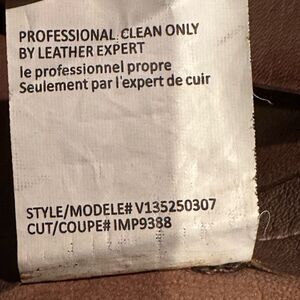 PROFESSIONAL CLEAN ONLY
BY LEATHER EXPERT
le professionnel propre
Seulement par l'expert de cuir
STYLE/MODELE# V135250307
CUT/COUPE# IMP9388